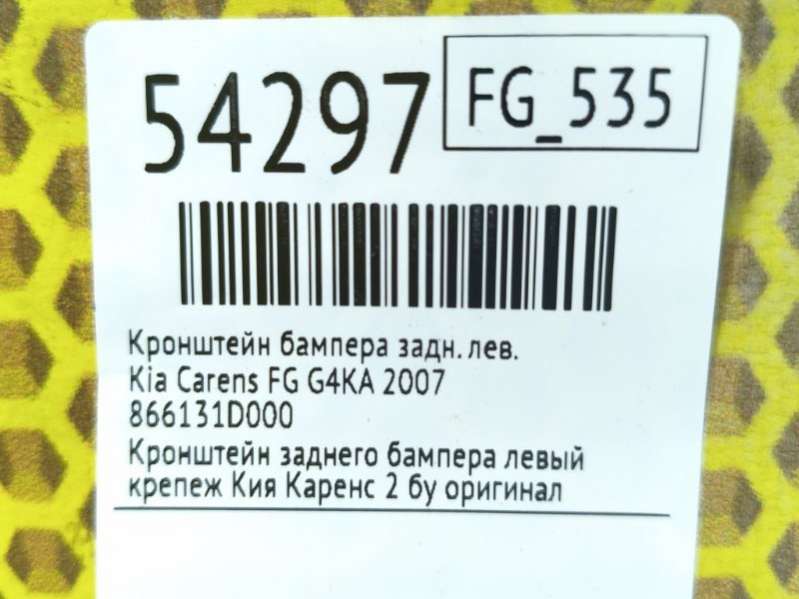 54297
FG_535
Кронштейн бампера задн. лев.
Kia Carens FG G4KA 2007
866131D000
Кронштейн заднего бампера левый
крепеж Кия Каренс 2 бу оригинал